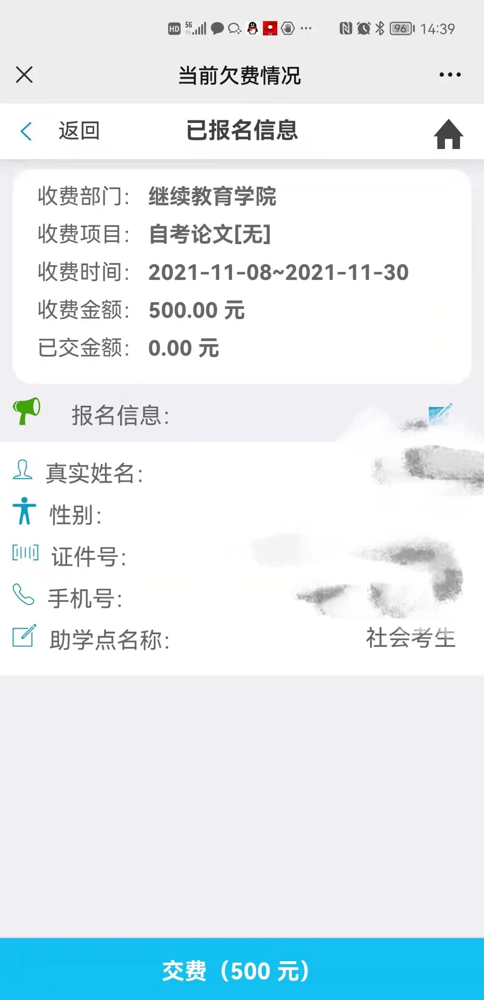 HD 5G 96 14:39
当前欠费情况
返回 已报名信息
收费部门： 继续教育学院
收费项目： 自考论文[无]
收费时间： 2021-11-08~2021-11-30
收费金额： 500.00 元
已交金额： 0.00 元
报名信息：
真实姓名：
性别：
证件号：
手机号：
助学点名称： 社会考生
交费（500 元）